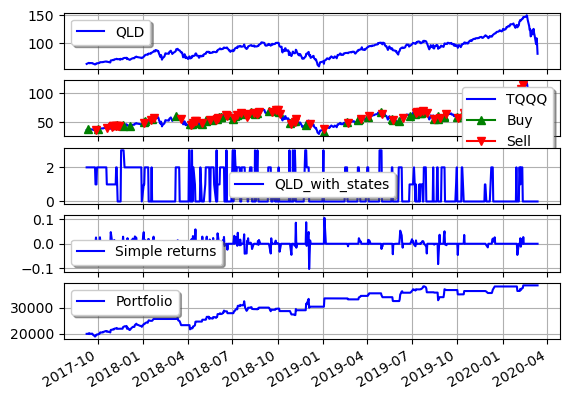 150
QLD
100
100
TQQQ
Buy
50
Sell
2
QLD_with_states
0
0.1
0.0
Simple returns
−0.1
Portfolio
30000
20000
2017-10 2018-01 2018-04 2018-07 2018-10 2019-01 2019-04 2019-07 2019-10 2020-01 2020-04